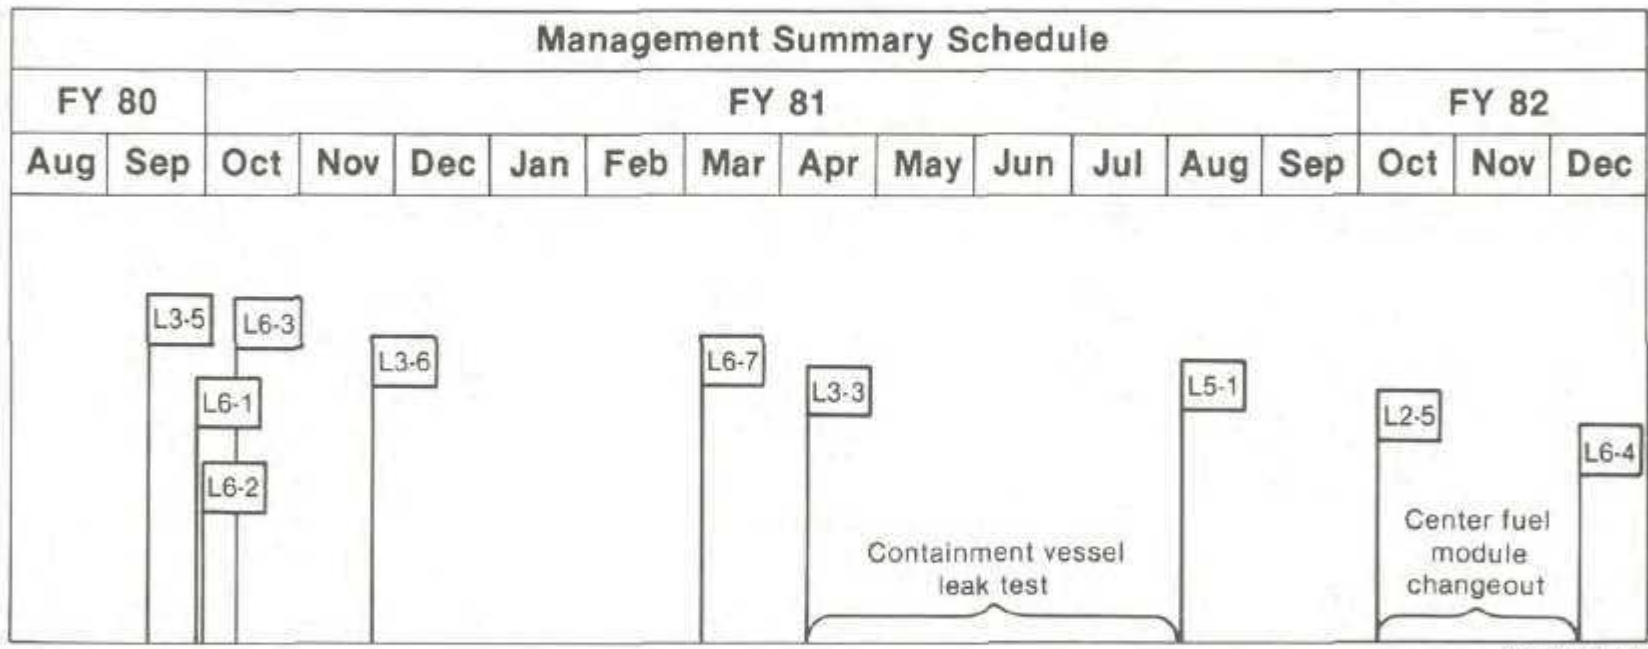 Management Summary Schedule
FY 80 FY 81 FY 82
Aug Sep Oct Nov Dec Jan Feb Mar Apr May Jun Jul Aug Sep Oct Nov Dec
L3-5 L6-3
L3-6 L6-7
L3-3 L5-1
L6-1 L2-5
L6-4
L6-2
Containment vessel
leak test
Center fuel
module
changeout